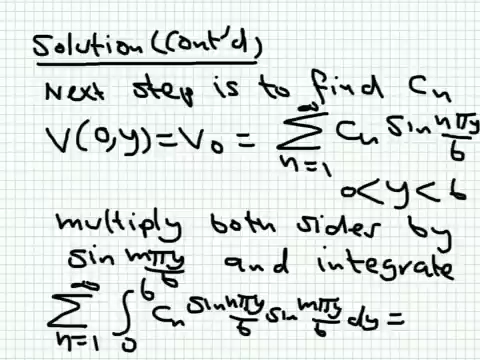 Solution (Cont'd)
Next step is to find Cn
V(0,y) = V0 = ∑_{n=1}^{∞} Cn sin nπy/b
0<y<b
multiply both sides by
sin mπy/b and integrate
∑_{n=1}^{∞} ∫_0^b Cn sin nπy/b sin mπy/b dy =